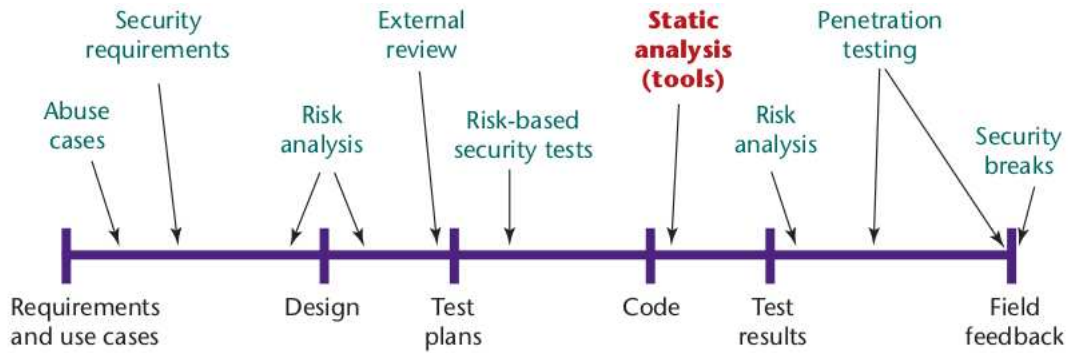 Security
requirements
External
review
Static
analysis
(tools)
Penetration
testing
Abuse
cases
Risk
analysis
Risk-based
security tests
Risk
analysis
Security
breaks
Requirements
and use cases
Design
Test
plans
Code
Test
results
Field
feedback